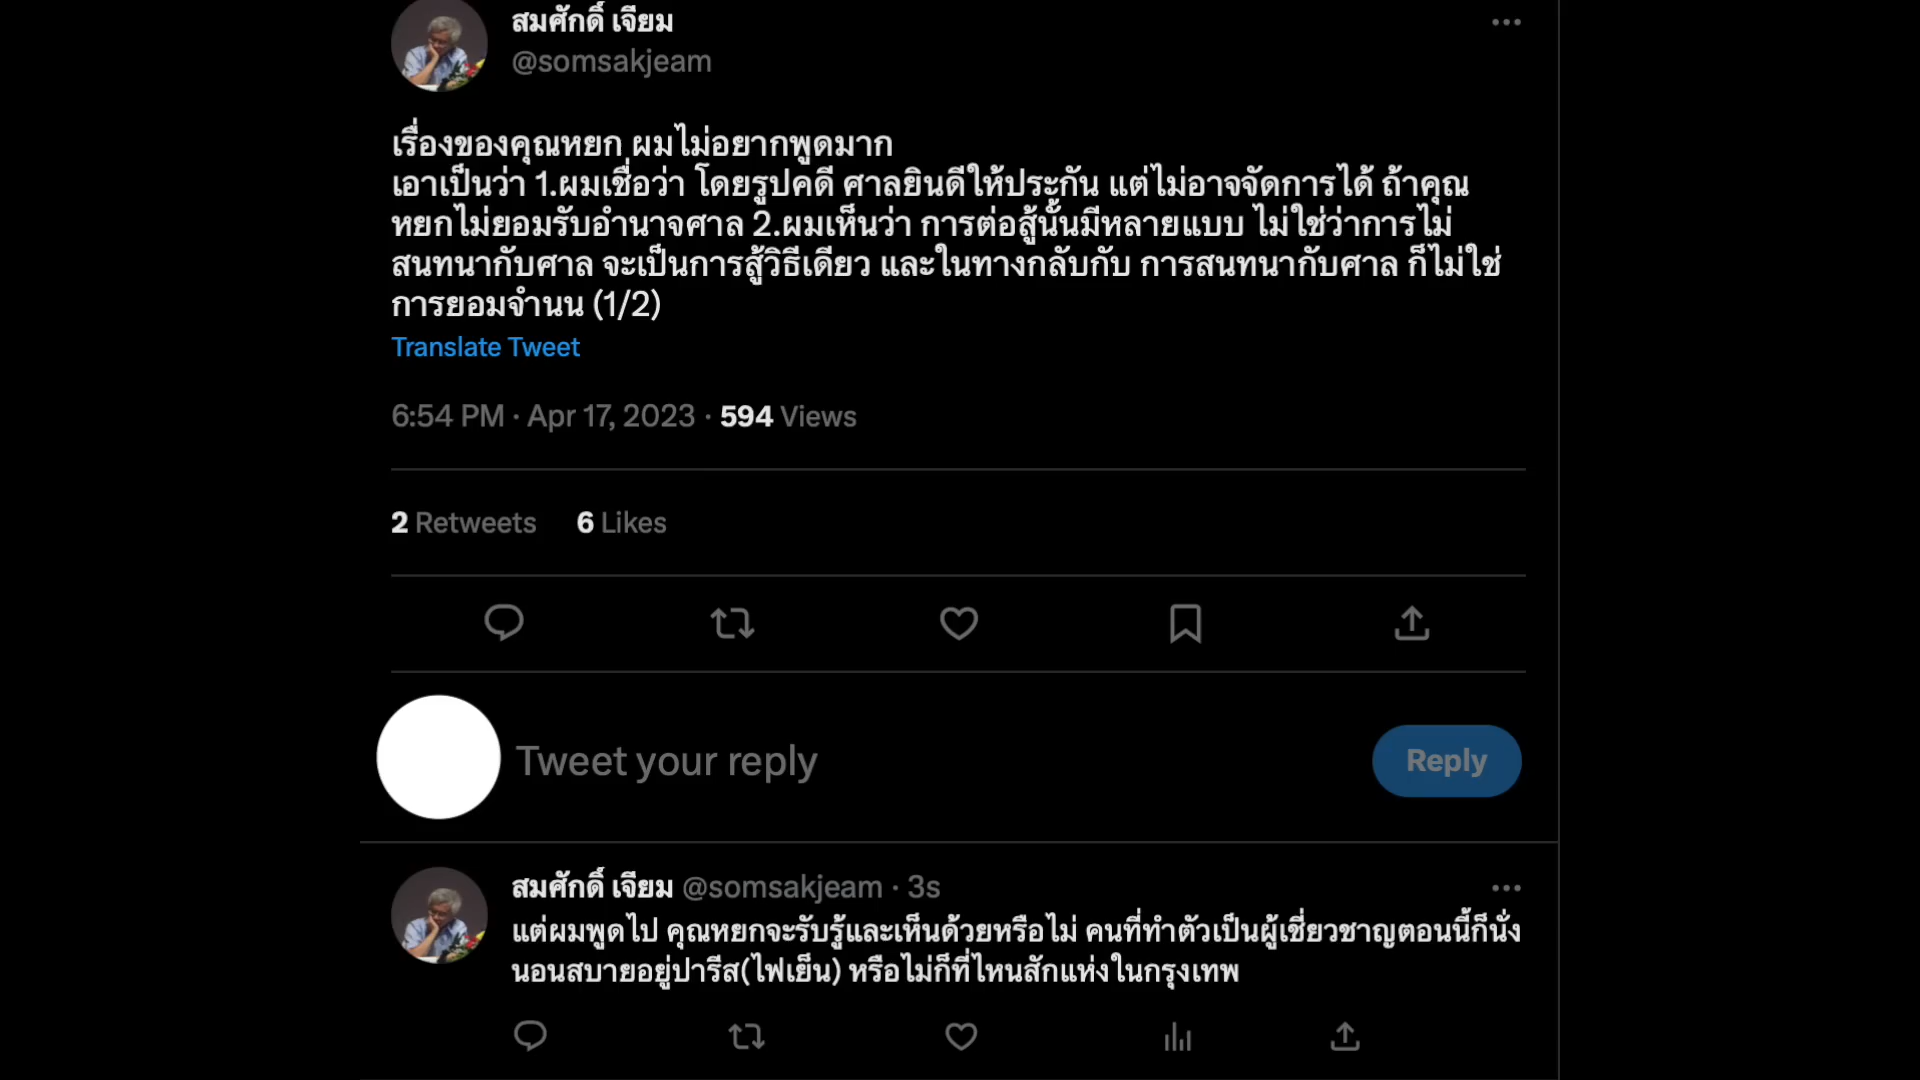 สมศักดิ์ เจียม
@somsakjeam
เรื่องของคุณหยก ผมไม่อยากพูดมาก
เอาเป็นว่า 1.ผมเชื่อว่า โดยรูปคดี ศาลยินดีให้ประกัน แต่ไม่อาจจัดการได้ ถ้าคุณ
หยกไม่ยอมรับอำนาจศาล 2.ผมเห็นว่า การต่อสู้นั้นมีหลายแบบ ไม่ใช่ว่าการไม่
สนทนากับศาล จะเป็นการสู้วิธีเดียว และในทางกลับกับ การสนทนากับศาล ก็ไม่ใช่
การยอมจำนน (1/2)
Translate Tweet
6:54 PM · Apr 17, 2023 · 594 Views
2 Retweets 6 Likes
Tweet your reply
Reply
สมศักดิ์ เจียม @somsakjeam · 3s
แต่ผมพูดไป คุณหยกจะรับรู้และเห็นด้วยหรือไม่ คนที่ทำตัวเป็นผู้เชี่ยวชาญตอนนี้ก็นั่ง
นอนสบายอยู่ปารีส(ไฟเย็น) หรือไม่ก็ที่ไหนสักแห่งในกรุงเทพ